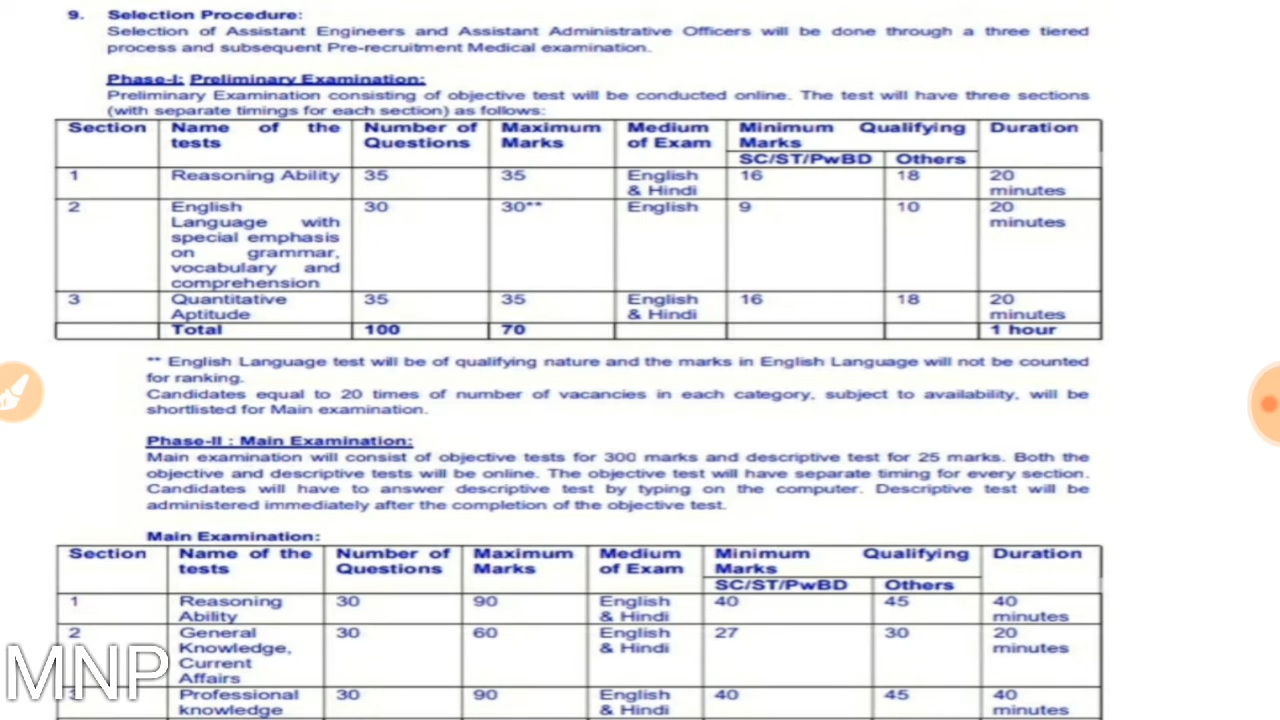 9. Selection Procedure:
Selection of Assistant Engineers and Assistant Administrative Officers will be done through a three tiered
process and subsequent Pre-recruitment Medical examination.
Phase-I: Preliminary Examination:
Preliminary Examination consisting of objective test will be conducted online. The test will have three sections
(with separate timings for each section) as follows:
Section Name of the Number of Maximum Medium Minimum Qualifying Duration
tests Questions Marks of Exam Marks
SC/ST/PwBD Others
1 Reasoning Ability 35 35 English 16 18 20
& Hindi minutes
2 English 30 30** English 9 10 20
Language with minutes
special emphasis
on grammar,
vocabulary and
comprehension
3 Quantitative 35 35 English 16 18 20
Aptitude & Hindi minutes
Total 100 70 1 hour
** English Language test will be of qualifying nature and the marks in English Language will not be counted
for ranking.
Candidates equal to 20 times of number of vacancies in each category, subject to availability, will be
shortlisted for Main examination.
Phase-II : Main Examination:
Main examination will consist of objective tests for 300 marks and descriptive test for 25 marks. Both the
objective and descriptive tests will be online. The objective test will have separate timing for every section.
Candidates will have to answer descriptive test by typing on the computer. Descriptive test will be
administered immediately after the completion of the objective test.
Main Examination:
Section Name of the Number of Maximum Medium Minimum Qualifying Duration
tests Questions Marks of Exam Marks
SC/ST/PwBD Others
1 Reasoning 30 90 English 40 45 40
Ability & Hindi minutes
2 General 30 60 English 27 30 20
Knowledge, & Hindi minutes
Current
Affairs
3 Professional 30 90 English 40 45 40
knowledge & Hindi minutes
MNP